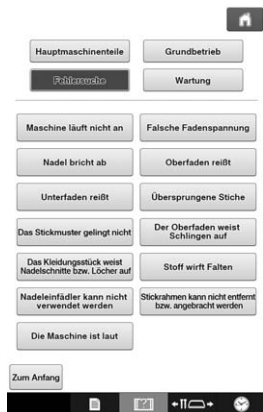 Hauptmaschinenteile
Grundbetrieb
Fehlersuche
Wartung
Maschine läuft nicht an
Falsche Fadenspannung
Nadel bricht ab
Oberfaden reißt
Unterfaden reißt
Übersprungene Stiche
Das Stickmuster gelingt nicht
Der Oberfaden weist
Schlingen auf
Das Kleidungsstück weist
Nadelschnitte bzw. Löcher auf
Stoff wirft Falten
Nadeleinfädler kann nicht
verwendet werden
Stickrahmen kann nicht entfernt
bzw. angebracht werden
Die Maschine ist laut
Zum Anfang